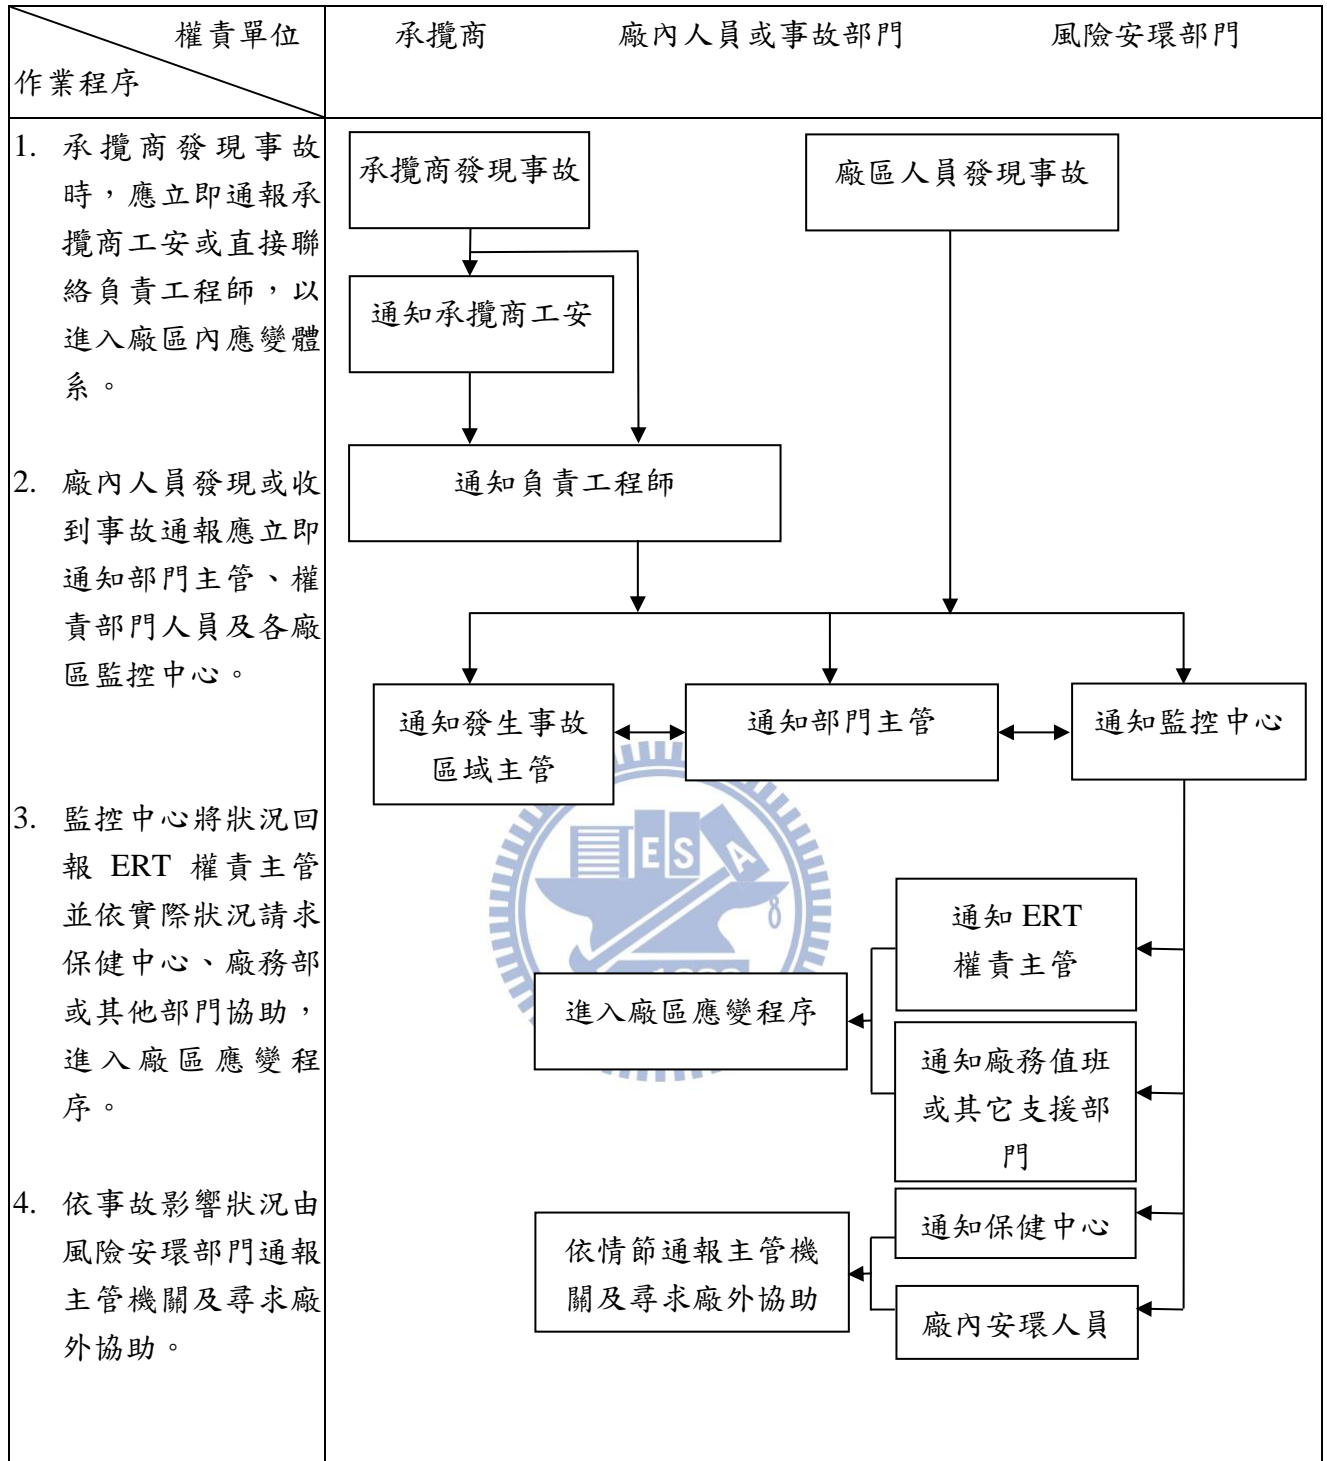 權責單位
作業程序
承攬商
廠內人員或事故部門
風險安環部門
1. 承攬商發現事故
時，應立即通報承
攬商工安或直接聯
絡負責工程師，以
進入廠區內應變體
系。
2. 廠內人員發現或收
到事故通報應立即
通知部門主管、權
責部門人員及各廠
區監控中心。
3. 監控中心將狀況回
報 ERT 權責主管
並依實際狀況請求
保健中心、廠務部
或其他部門協助，
進入廠區應變程
序。
4. 依事故影響狀況由
風險安環部門通報
主管機關及尋求廠
外協助。
承攬商發現事故
廠區人員發現事故
通知承攬商工安
通知負責工程師
通知發生事故
區域主管
通知部門主管
通知監控中心
E S A
8
通知 ERT
權責主管
進入廠區應變程序
通知廠務值班
或其它支援部
門
通知保健中心
依情節通報主管機
關及尋求廠外協助
廠內安環人員